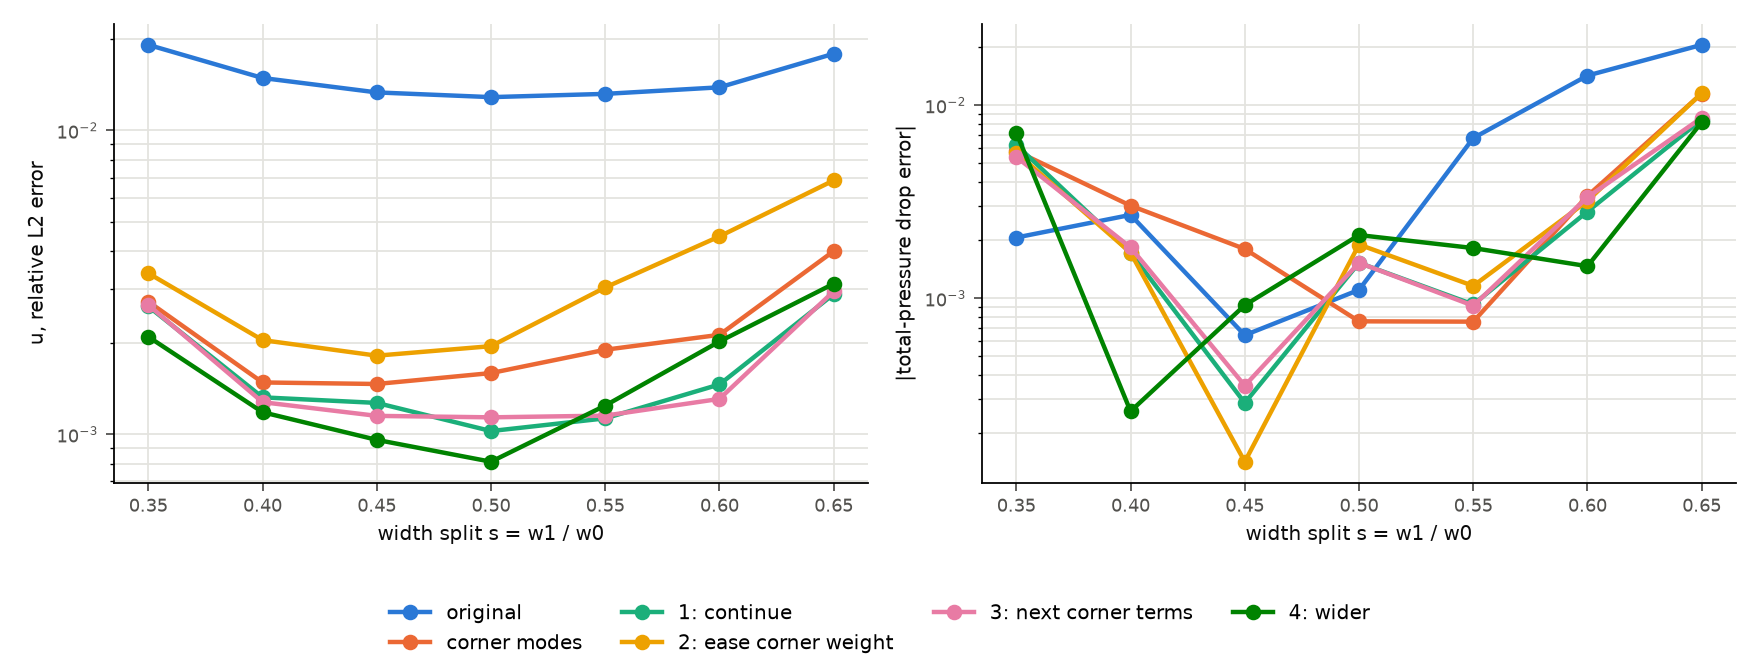 u, relative L2 error
10−2
10−3
0.35 0.40 0.45 0.50 0.55 0.60 0.65
width split s = w1 / w0
|total-pressure drop error|
10−2
10−3
0.35 0.40 0.45 0.50 0.55 0.60 0.65
width split s = w1 / w0
original
corner modes
1: continue
2: ease corner weight
3: next corner terms
4: wider